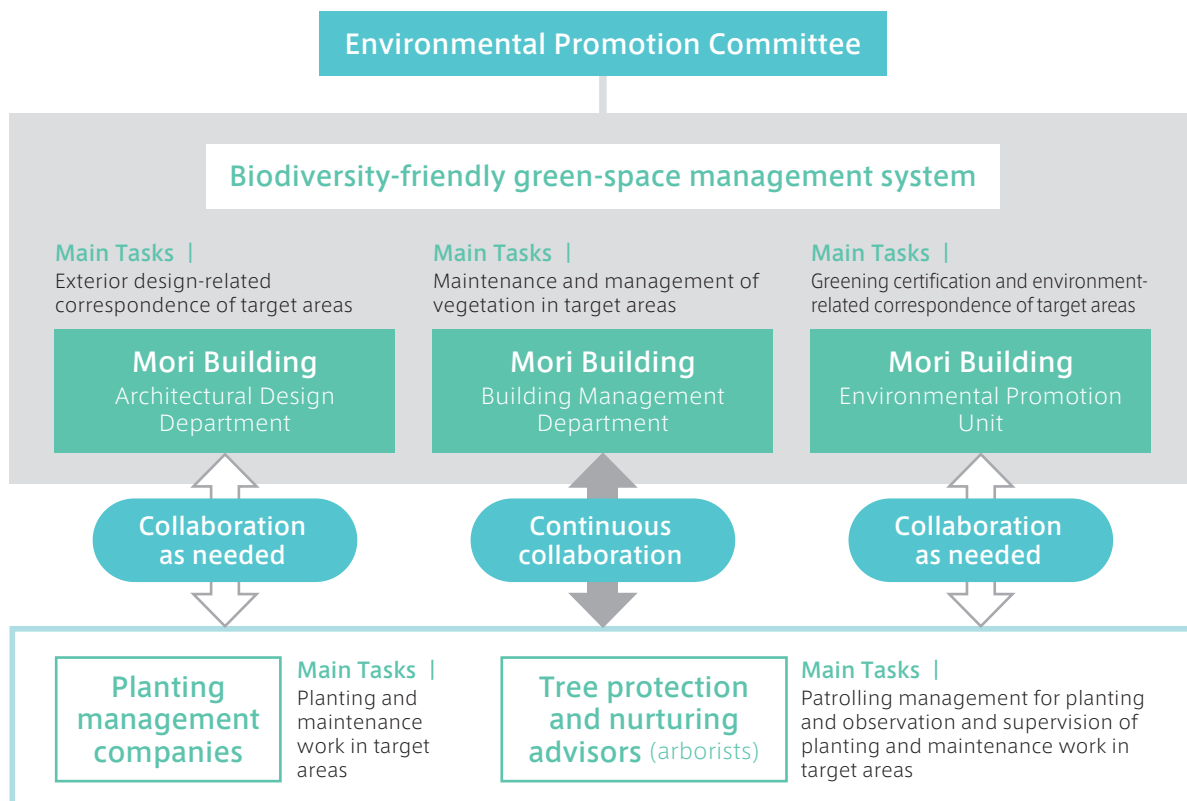 Environmental Promotion Committee
Biodiversity-friendly green-space management system
Main Tasks |
Exterior design-related
correspondence of target areas
Mori Building
Architectural Design
Department
Main Tasks |
Maintenance and management of
vegetation in target areas
Mori Building
Building Management
Department
Main Tasks |
Greening certification and environment-
related correspondence of target areas
Mori Building
Environmental Promotion
Unit
Collaboration
as needed
Continuous
collaboration
Collaboration
as needed
Planting
management
companies
Main Tasks |
Planting and
maintenance
work in target
areas
Tree protection
and nurturing
advisors (arborists)
Main Tasks |
Patrolling management for planting
and observation and supervision of
planting and maintenance work in
target areas